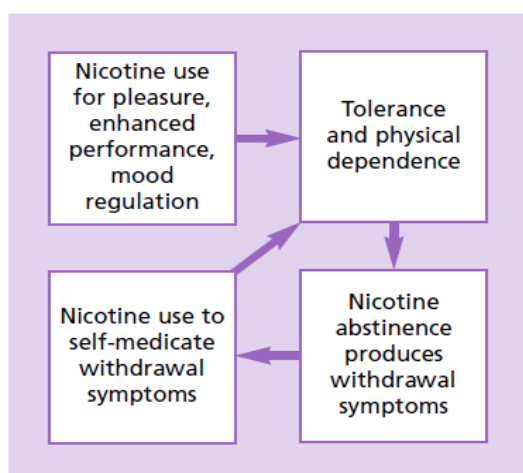 Nicotine use
for pleasure,
enhanced
performance,
mood
regulation
Tolerance
and physical
dependence
Nicotine use to
self-medicate
withdrawal
symptoms
Nicotine
abstinence
produces
withdrawal
symptoms